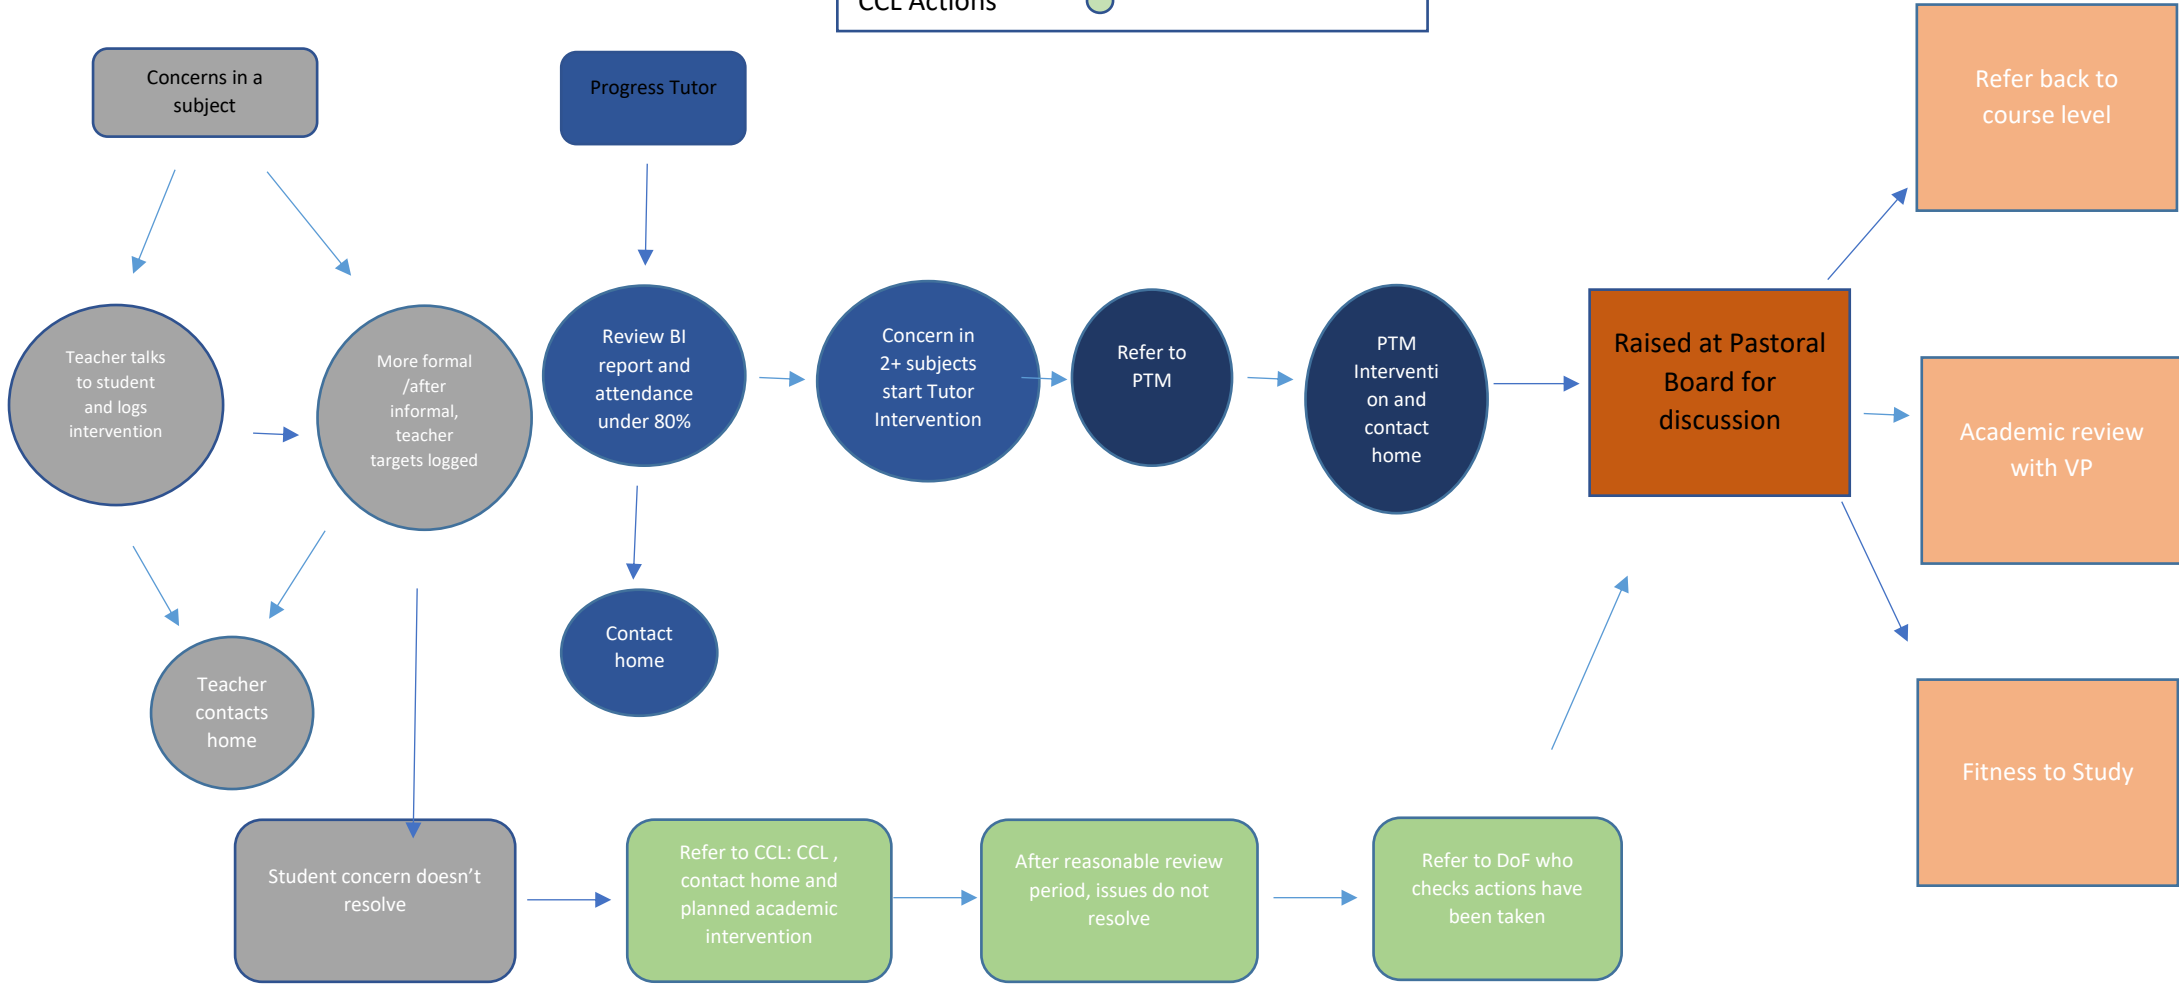 CCL Actions
Concerns in a
subject
Progress Tutor
Refer back to
course level
Teacher talks
to student
and logs
intervention
More formal
/after
informal,
teacher
targets logged
Review BI
report and
attendance
under 80%
Concern in
2+ subjects
start Tutor
Intervention
Refer to
PTM
PTM
Interventi
on and
contact
home
Raised at Pastoral
Board for
discussion
Academic review
with VP
Contact
home
Teacher
contacts
home
Fitness to Study
Student concern doesn’t
resolve
Refer to CCL: CCL ,
contact home and
planned academic
intervention
After reasonable review
period, issues do not
resolve
Refer to DoF who
checks actions have
been taken